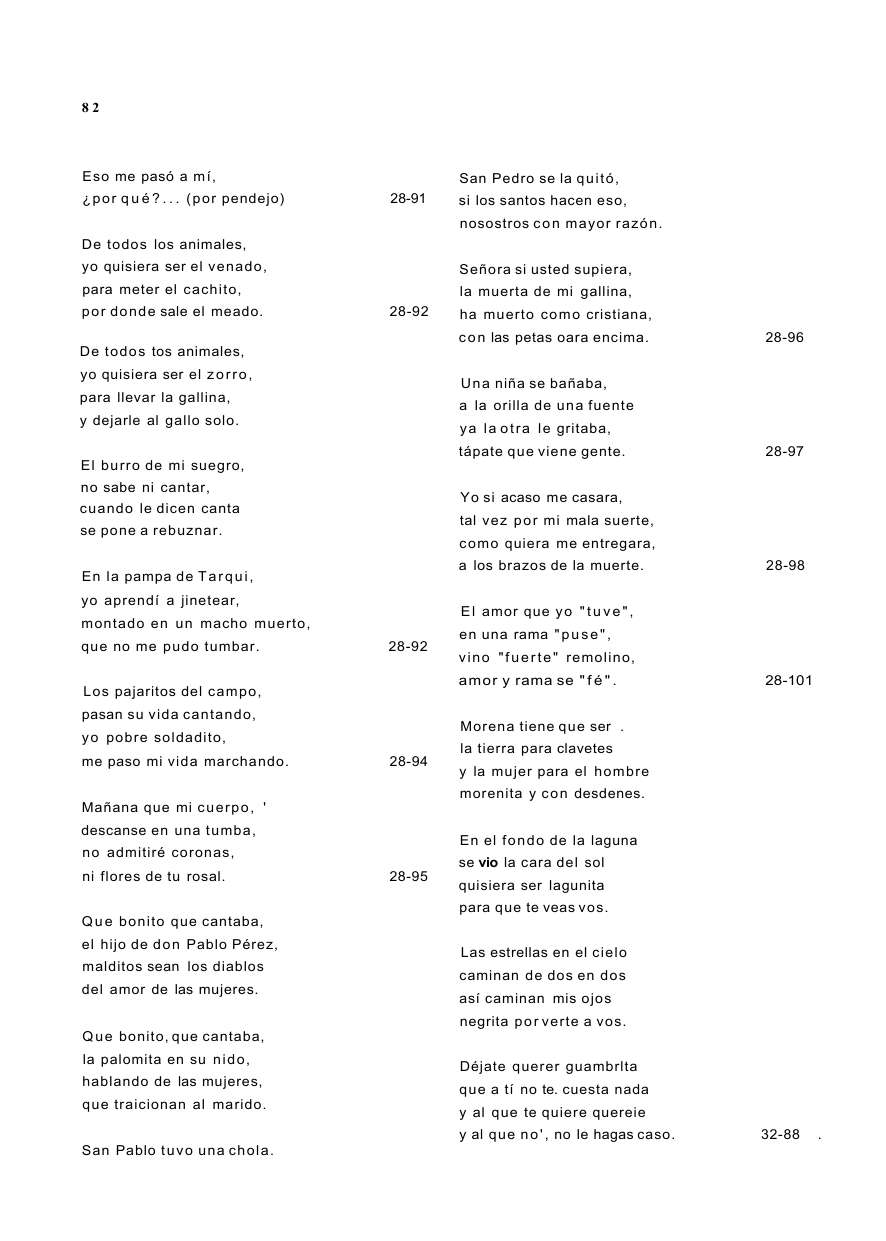 82
Eso me pasó a mí,
¿por qué?... (por pendejo) 28-91
De todos los animales,
yo quisiera ser el venado,
para meter el cachito,
por donde sale el meado. 28-92
De todos tos animales,
yo quisiera ser el zorro,
para llevar la gallina,
y dejarle al gallo solo.
El burro de mi suegro,
no sabe ni cantar,
cuando le dicen canta
se pone a rebuznar.
En la pampa de Tarqui,
yo aprendí a jinetear,
montado en un macho muerto,
que no me pudo tumbar. 28-92
Los pajaritos del campo,
pasan su vida cantando,
yo pobre soldadito,
me paso mi vida marchando. 28-94
Mañana que mi cuerpo, '
descanse en una tumba,
no admitiré coronas,
ni flores de tu rosal. 28-95
Que bonito que cantaba,
el hijo de don Pablo Pérez,
malditos sean los diablos
del amor de las mujeres.
Que bonito, que cantaba,
la palomita en su nido,
hablando de las mujeres,
que traicionan al marido.
San Pablo tuvo una chola.
San Pedro se la quitó,
si los santos hacen eso,
nosostros con mayor razón.
Señora si usted supiera,
la muerta de mi gallina,
ha muerto como cristiana,
con las petas oara encima. 28-96
Una niña se bañaba,
a la orilla de una fuente
ya la otra le gritaba,
tápate que viene gente. 28-97
Yo si acaso me casara,
tal vez por mi mala suerte,
como quiera me entregara,
a los brazos de la muerte. 28-98
El amor que yo "tuve",
en una rama "puse",
vino "fuerte" remolino,
amor y rama se "fé". 28-101
Morena tiene que ser .
la tierra para clavetes
y la mujer para el hombre
morenita y con desdenes.
En el fondo de la laguna
se vio la cara del sol
quisiera ser lagunita
para que te veas vos.
Las estrellas en el cielo
caminan de dos en dos
así caminan mis ojos
negrita por verte a vos.
Déjate querer guambrlta
que a tí no te. cuesta nada
y al que te quiere quereie
y al que no', no le hagas caso. 32-88 .